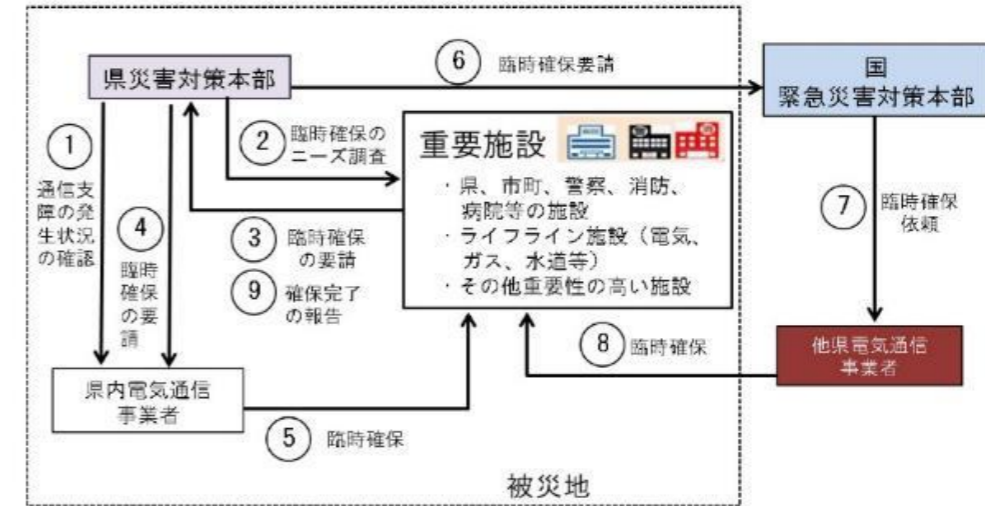 県災害対策本部
⑥
臨時確保要請
国
緊急災害対策本部
①
通信支
障の発
生状況
の確認
④
臨時
確保
の要
請
②
臨時確保の
ニーズ調査
③
臨時確保
の要請
⑨
確保完了
の報告
重要施設
・県、市町、警察、消防、
病院等の施設
・ライフライン施設（電気、
ガス、水道等）
・その他重要性の高い施設
⑦
臨時確保
依頼
県内電気通信
事業者
⑤
臨時確保
⑧
臨時確保
他県電気通信
事業者
被災地